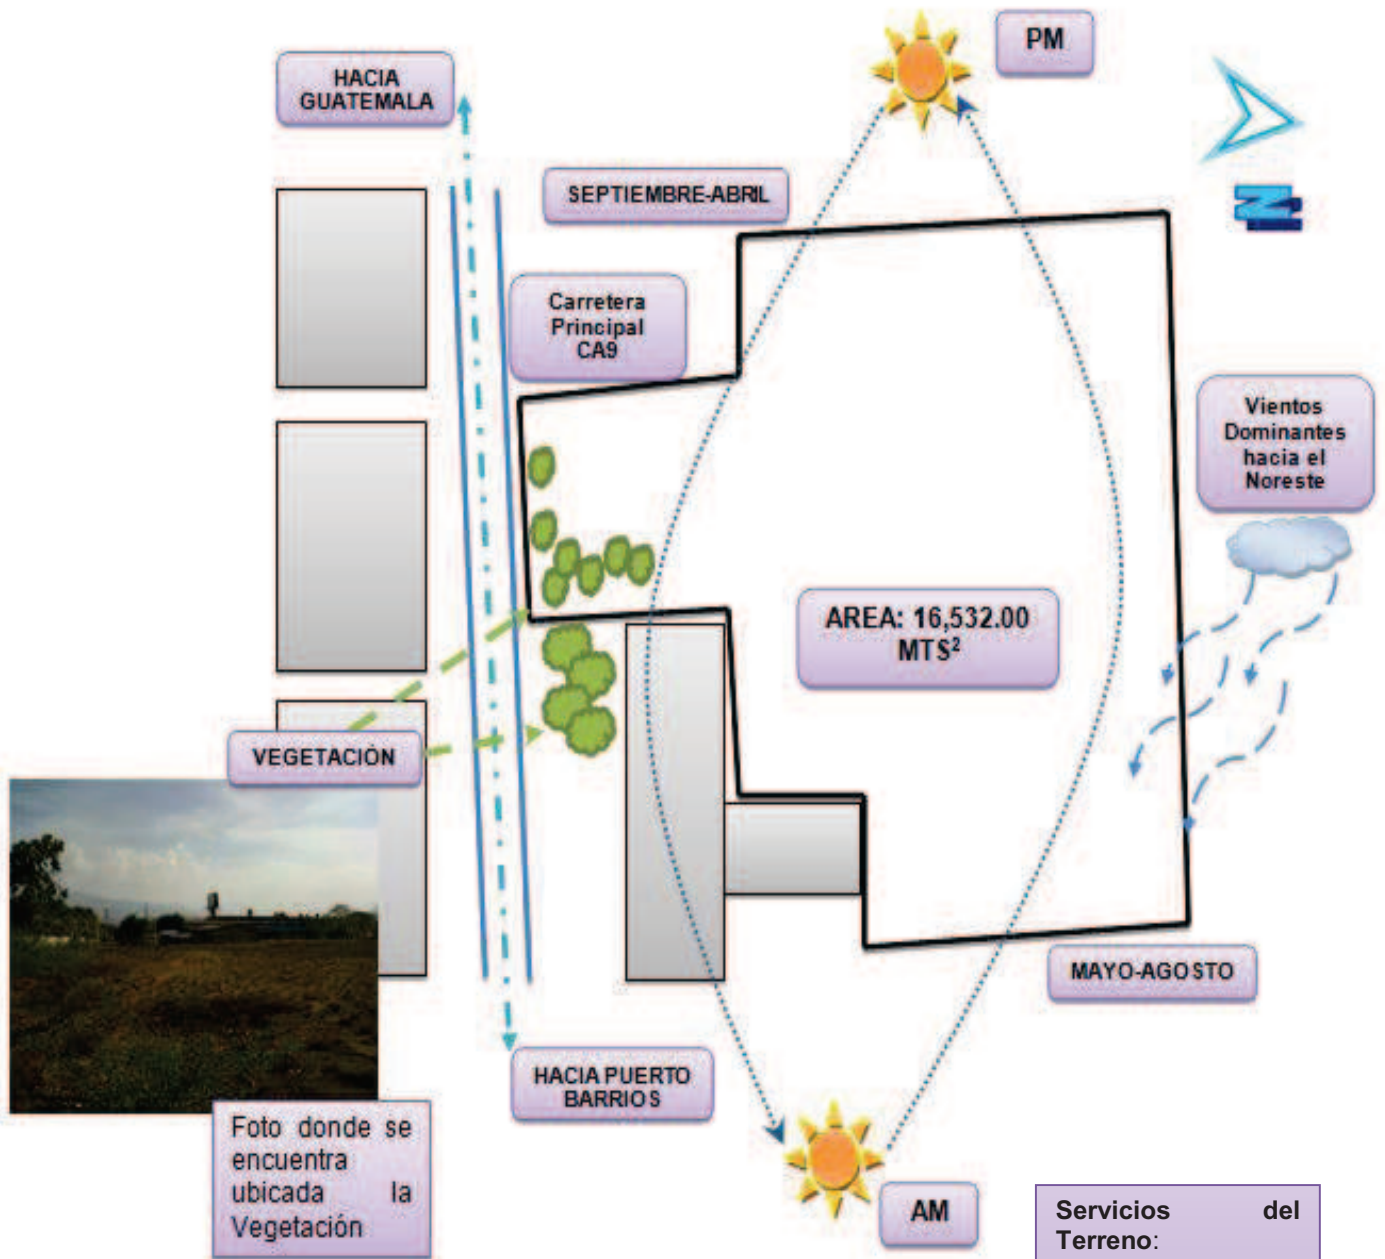 PM
HACIA
GUATEMALA
N
SEPTIEMBRE-ABRIL
Carretera
Principal
CA9
Vientos
Dominantes
hacia el
Noreste
AREA: 16,532.00
MTS²
VEGETACIÓN
MAYO-AGOSTO
HACIA PUERTO
BARRIOS
Foto donde se
encuentra
ubicada la
Vegetación
AM
Servicios del
Terreno: